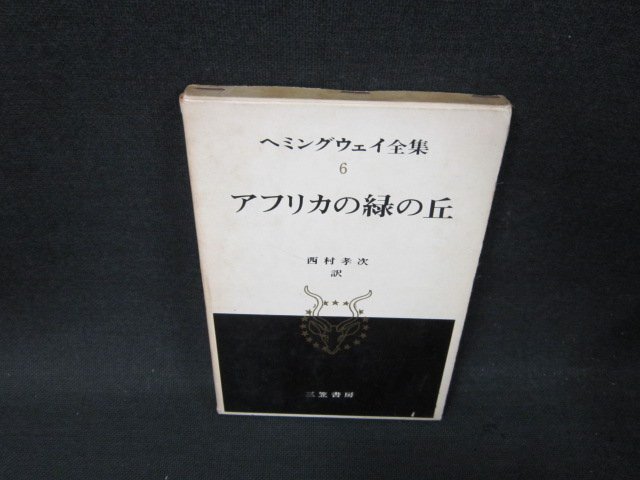 ヘミングウェイ全集
6
アフリカの緑の丘
西村孝次
訳
三笠書房